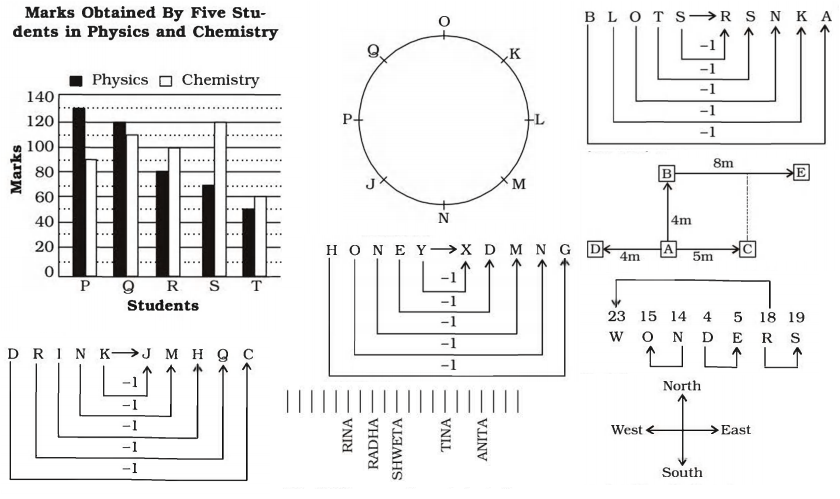 Marks Obtained By Five Stu-
dents in Physics and Chemistry
Physics Chemistry
140
120
100
80
60
40
20
0
Marks
P Q R S T
Students
O
Q K
P L
J M
N
B L O T S R S N K A
-1
-1
-1
-1
-1
B 8m E
4m
D A C
4m 5m
H O N E Y X D M N G
-1
-1
-1
-1
-1
23 15 14 4 5 18 19
W O N D E R S
D R I N K J M H Q C
-1
-1
-1
-1
-1
RINA
RADHA
SHWETA
TINA
ANITA
North
West East
South